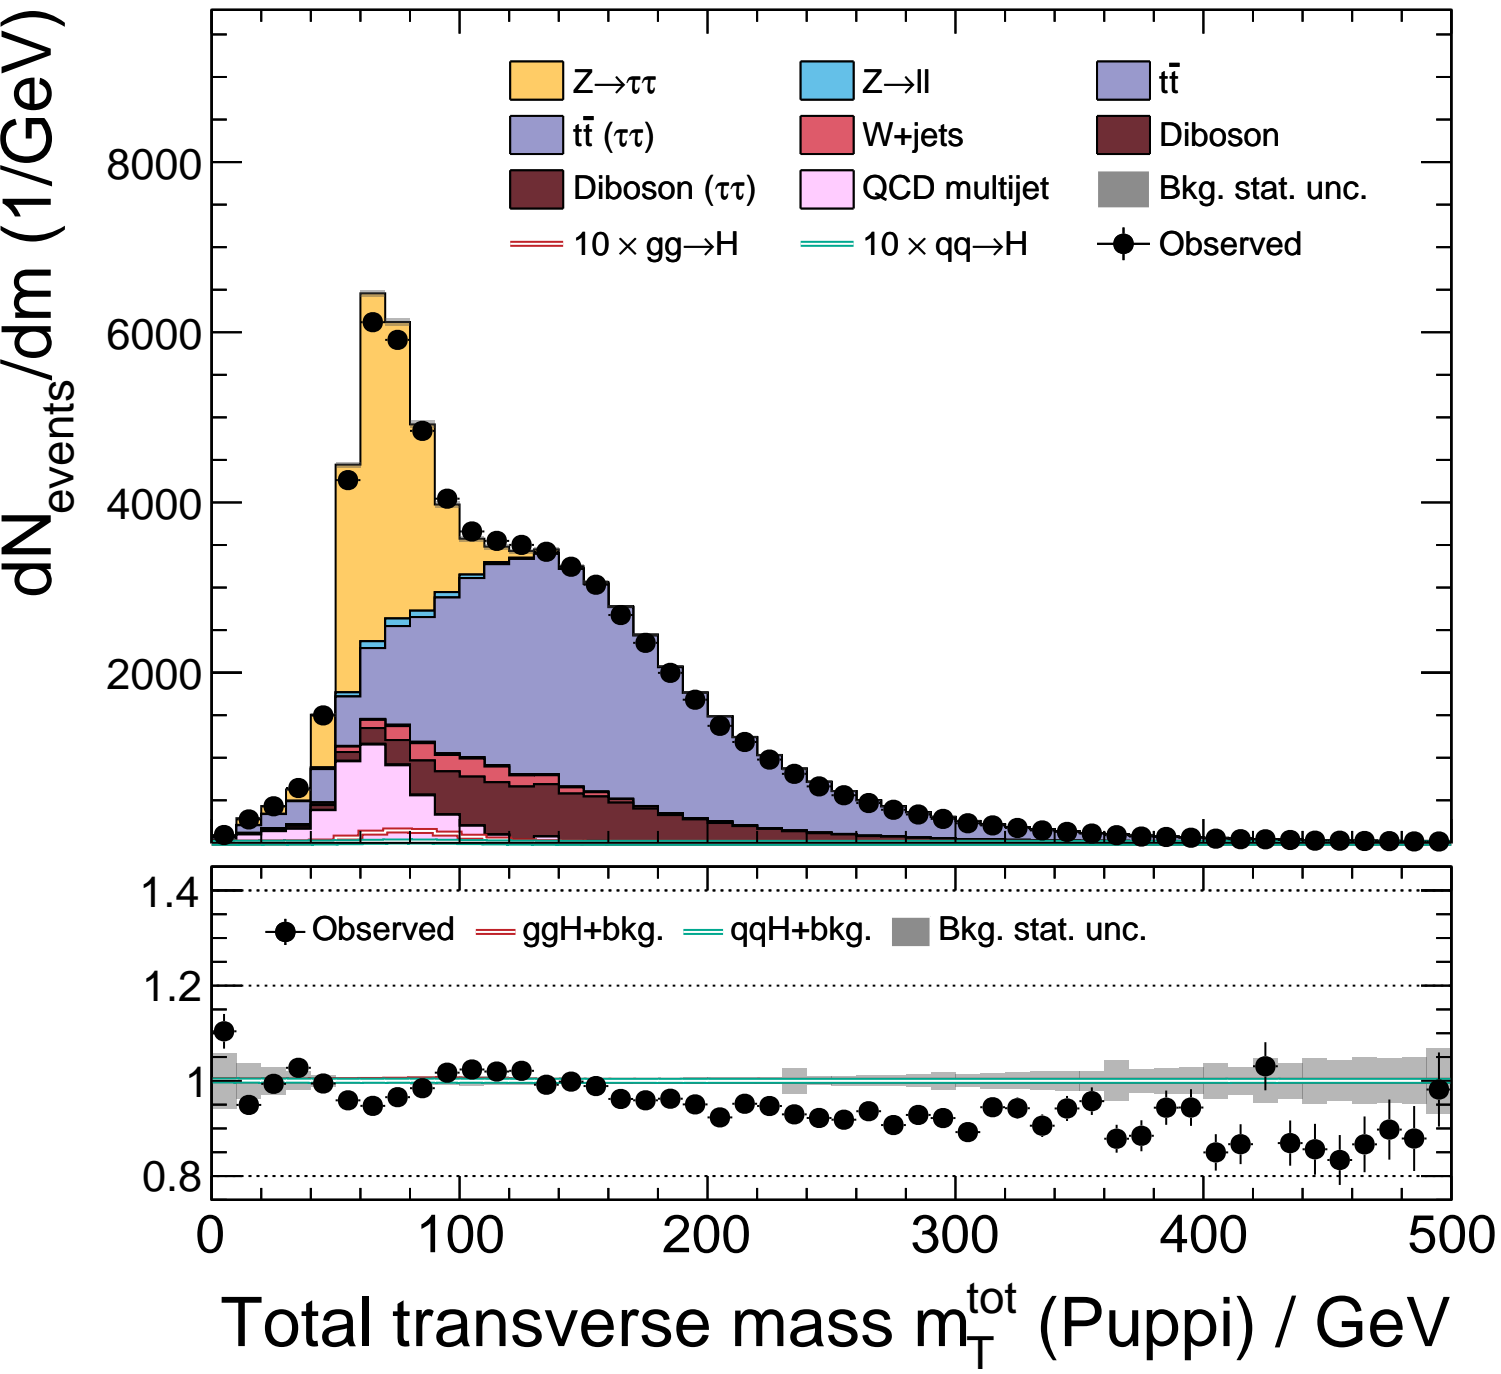 dN_events/dm (1/GeV)
8000
6000
4000
2000
Z→ττ Z→ll tt̄
tt̄ (ττ) W+jets Diboson
Diboson (ττ) QCD multijet Bkg. stat. unc.
10 × gg→H 10 × qq→H Observed
1.4
1.2
1
0.8
Observed ggH+bkg. qqH+bkg. Bkg. stat. unc.
0 100 200 300 400 500
Total transverse mass m_T^tot (Puppi) / GeV